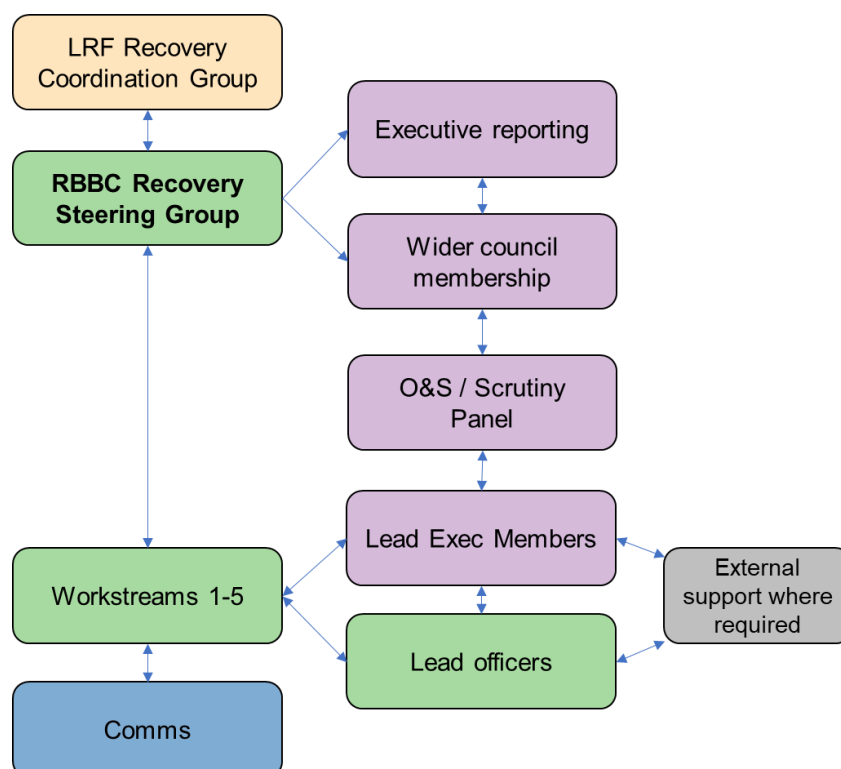 LRF Recovery
Coordination Group
Executive reporting
RBBC Recovery
Steering Group
Wider council
membership
O&S / Scrutiny
Panel
Lead Exec Members
External
support where
required
Workstreams 1-5
Lead officers
Comms